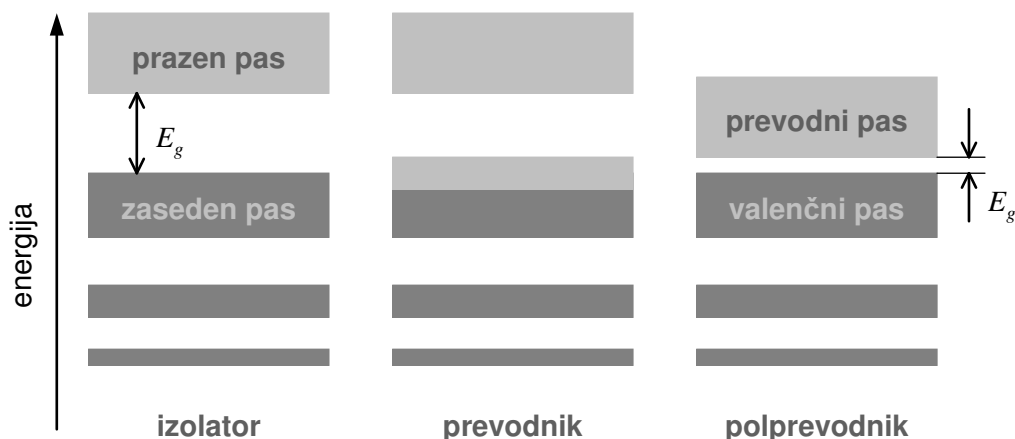 energija
prazen pas
E_g
zaseden pas
izolator
prevodnik
prevodni pas
valenčni pas
E_g
polprevodnik